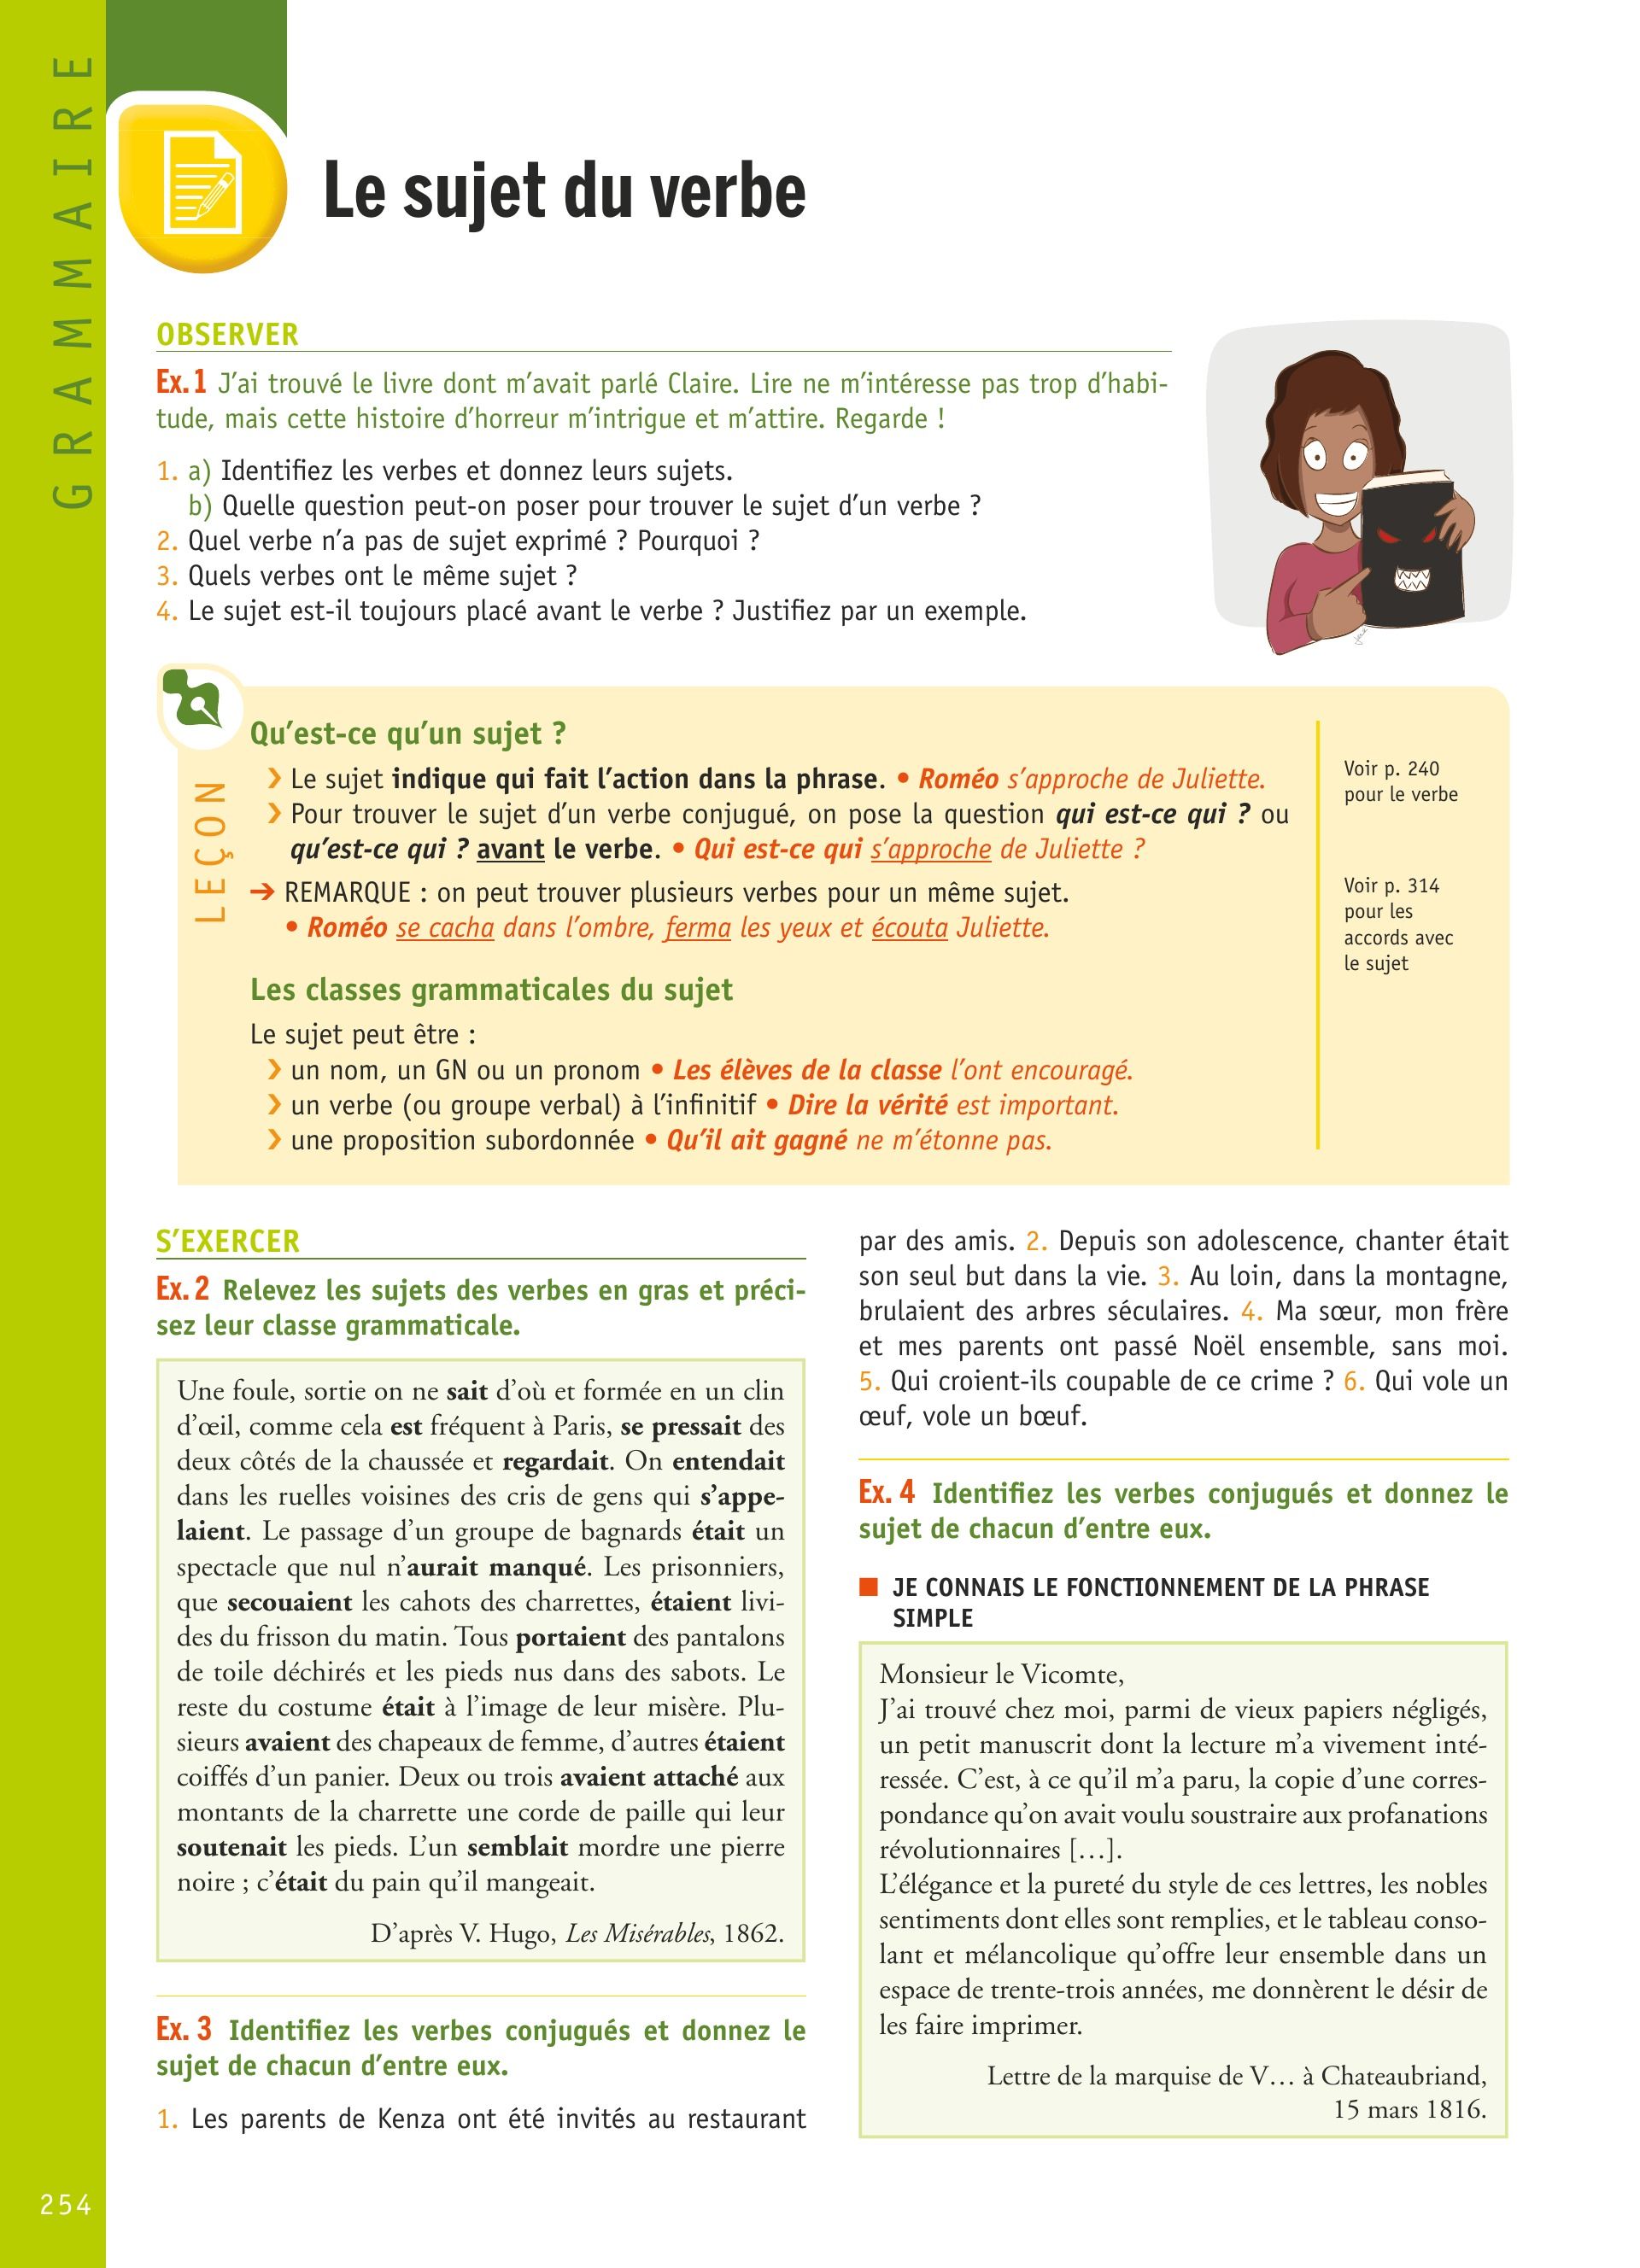 GRAMMAIRE
Le sujet du verbe
OBSERVER
Ex. 1 J’ai trouvé le livre dont m’avait parlé Claire. Lire ne m’intéresse pas trop d’habi-
tude, mais cette histoire d’horreur m’intrigue et m’attire. Regarde !
1. a) Identifiez les verbes et donnez leurs sujets.
b) Quelle question peut-on poser pour trouver le sujet d’un verbe ?
2. Quel verbe n’a pas de sujet exprimé ? Pourquoi ?
3. Quels verbes ont le même sujet ?
4. Le sujet est-il toujours placé avant le verbe ? Justifiez par un exemple.
LEÇON
Qu’est-ce qu’un sujet ?
❯ Le sujet indique qui fait l’action dans la phrase. • Roméo s’approche de Juliette.
❯ Pour trouver le sujet d’un verbe conjugué, on pose la question qui est-ce qui ? ou
qu’est-ce qui ? avant le verbe. • Qui est-ce qui s’approche de Juliette ?
➔ REMARQUE : on peut trouver plusieurs verbes pour un même sujet.
• Roméo se cacha dans l’ombre, ferma les yeux et écouta Juliette.
Les classes grammaticales du sujet
Le sujet peut être :
❯ un nom, un GN ou un pronom • Les élèves de la classe l’ont encouragé.
❯ un verbe (ou groupe verbal) à l’infinitif • Dire la vérité est important.
❯ une proposition subordonnée • Qu’il ait gagné ne m’étonne pas.
Voir p. 240
pour le verbe
Voir p. 314
pour les
accords avec
le sujet
S’EXERCER
Ex. 2 Relevez les sujets des verbes en gras et préci-
sez leur classe grammaticale.
Une foule, sortie on ne sait d’où et formée en un clin
d’œil, comme cela est fréquent à Paris, se pressait des
deux côtés de la chaussée et regardait. On entendait
dans les ruelles voisines des cris de gens qui s’appe-
laient. Le passage d’un groupe de bagnards était un
spectacle que nul n’aurait manqué. Les prisonniers,
que secouaient les cahots des charrettes, étaient livi-
des du frisson du matin. Tous portaient des pantalons
de toile déchirés et les pieds nus dans des sabots. Le
reste du costume était à l’image de leur misère. Plu-
sieurs avaient des chapeaux de femme, d’autres étaient
coiffés d’un panier. Deux ou trois avaient attaché aux
montants de la charrette une corde de paille qui leur
soutenait les pieds. L’un semblait mordre une pierre
noire ; c’était du pain qu’il mangeait.
D’après V. Hugo, Les Misérables, 1862.
Ex. 3 Identifiez les verbes conjugués et donnez le
sujet de chacun d’entre eux.
1. Les parents de Kenza ont été invités au restaurant
par des amis. 2. Depuis son adolescence, chanter était
son seul but dans la vie. 3. Au loin, dans la montagne,
brulaient des arbres séculaires. 4. Ma sœur, mon frère
et mes parents ont passé Noël ensemble, sans moi.
5. Qui croient-ils coupable de ce crime ? 6. Qui vole un
œuf, vole un bœuf.
Ex. 4 Identifiez les verbes conjugués et donnez le
sujet de chacun d’entre eux.
■ JE CONNAIS LE FONCTIONNEMENT DE LA PHRASE
SIMPLE
Monsieur le Vicomte,
J’ai trouvé chez moi, parmi de vieux papiers négligés,
un petit manuscrit dont la lecture m’a vivement inté-
ressée. C’est, à ce qu’il m’a paru, la copie d’une corres-
pondance qu’on avait voulu soustraire aux profanations
révolutionnaires […].
L’élégance et la pureté du style de ces lettres, les nobles
sentiments dont elles sont remplies, et le tableau conso-
lant et mélancolique qu’offre leur ensemble dans un
espace de trente-trois années, me donnèrent le désir de
les faire imprimer.
Lettre de la marquise de V… à Chateaubriand,
15 mars 1816.
254